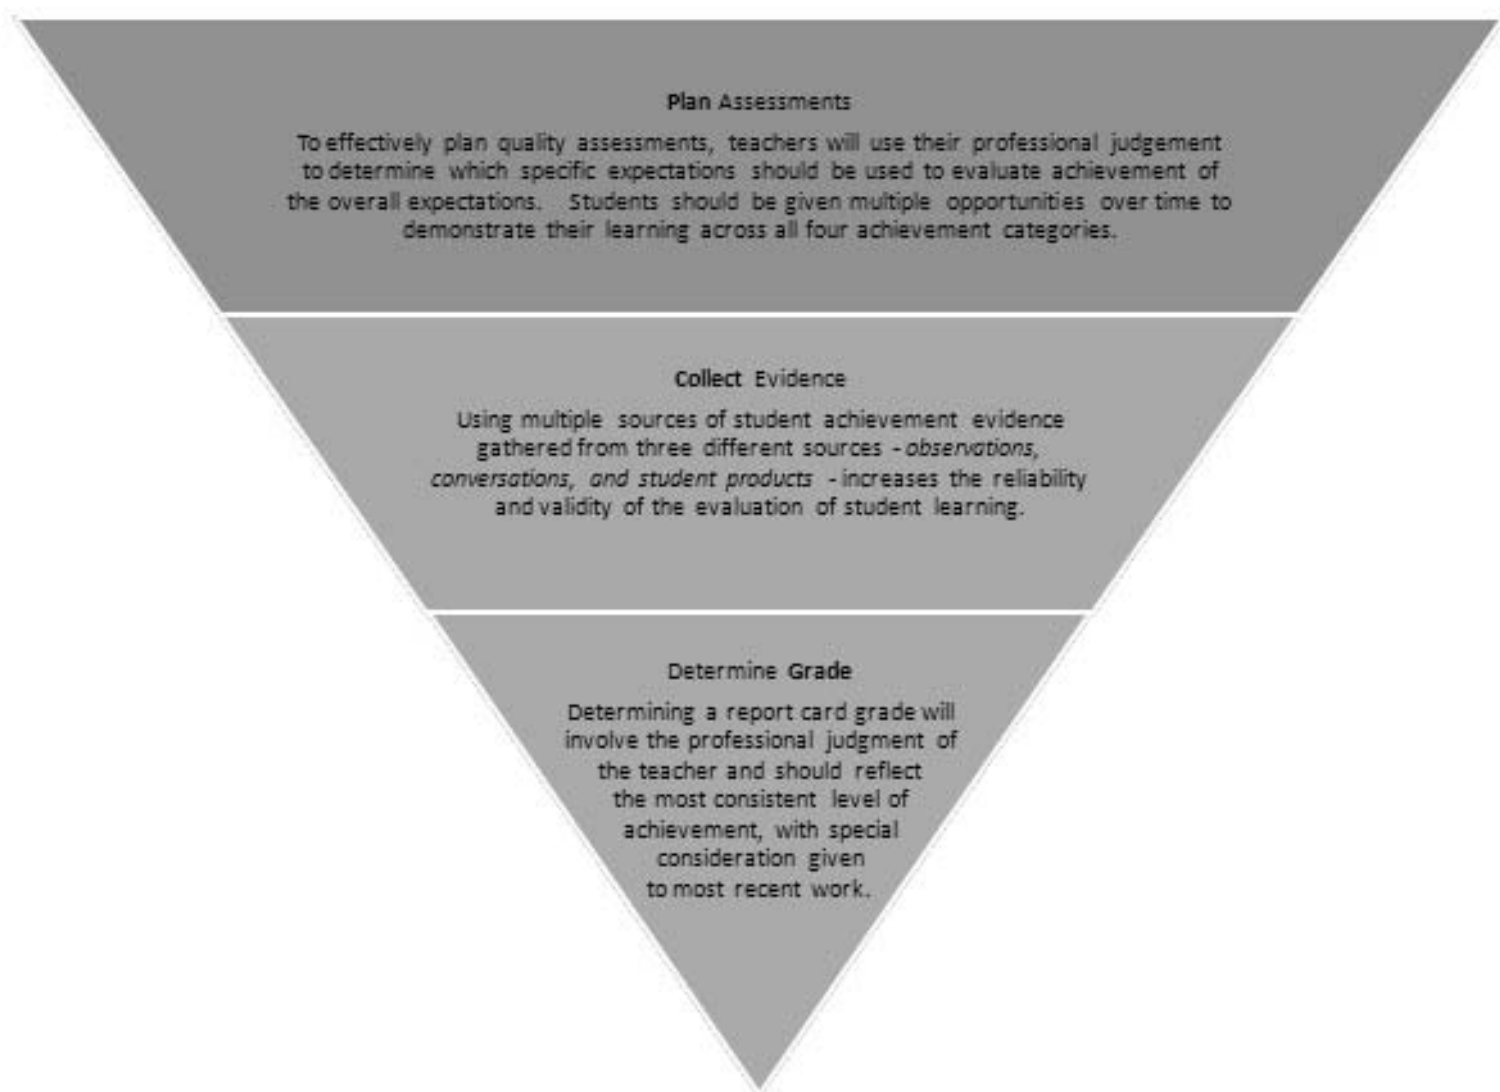 Plan Assessments
To effectively plan quality assessments, teachers will use their professional judgement
to determine which specific expectations should be used to evaluate achievement of
the overall expectations. Students should be given multiple opportunities over time to
demonstrate their learning across all four achievement categories.
Collect Evidence
Using multiple sources of student achievement evidence
gathered from three different sources - observations,
conversations, and student products - increases the reliability
and validity of the evaluation of student learning.
Determine Grade
Determining a report card grade will
involve the professional judgment of
the teacher and should reflect
the most consistent level of
achievement, with special
consideration given
to most recent work.